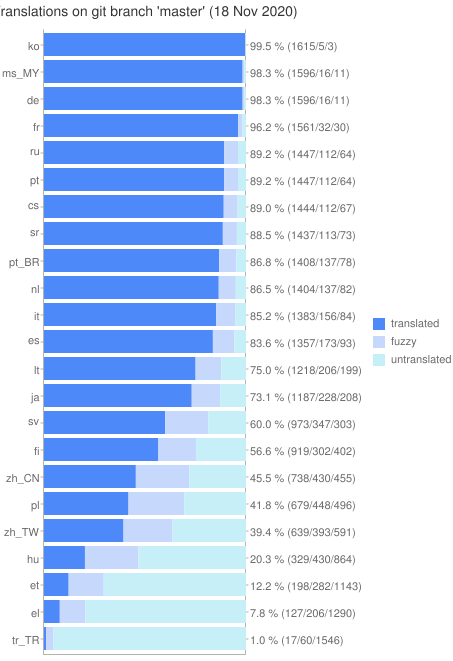 ranslations on git branch 'master' (18 Nov 2020)
ko 99.5 % (1615/5/3)
ms_MY 98.3 % (1596/16/11)
de 98.3 % (1596/16/11)
fr 96.2 % (1561/32/30)
ru 89.2 % (1447/112/64)
pt 89.2 % (1447/112/64)
cs 89.0 % (1444/112/67)
sr 88.5 % (1437/113/73)
pt_BR 86.8 % (1408/137/78)
nl 86.5 % (1404/137/82)
it 85.2 % (1383/156/84)
es 83.6 % (1357/173/93)
lt 75.0 % (1218/206/199)
ja 73.1 % (1187/228/208)
sv 60.0 % (973/347/303)
fi 56.6 % (919/302/402)
zh_CN 45.5 % (738/430/455)
pl 41.8 % (679/448/496)
zh_TW 39.4 % (639/393/591)
hu 20.3 % (329/430/864)
et 12.2 % (198/282/1143)
el 7.8 % (127/206/1290)
tr_TR 1.0 % (17/60/1546)
translated
fuzzy
untranslated